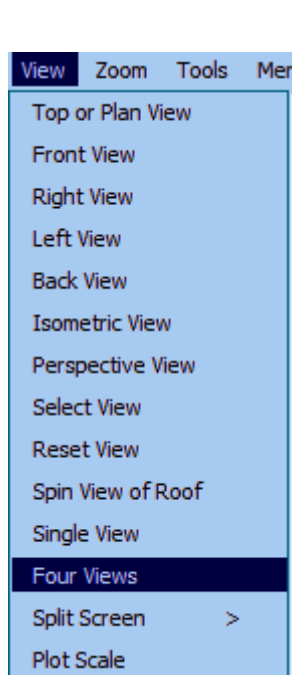 View Zoom Tools Mer
Top or Plan View
Front View
Right View
Left View
Back View
Isometric View
Perspective View
Select View
Reset View
Spin View of Roof
Single View
Four Views
Split Screen >
Plot Scale